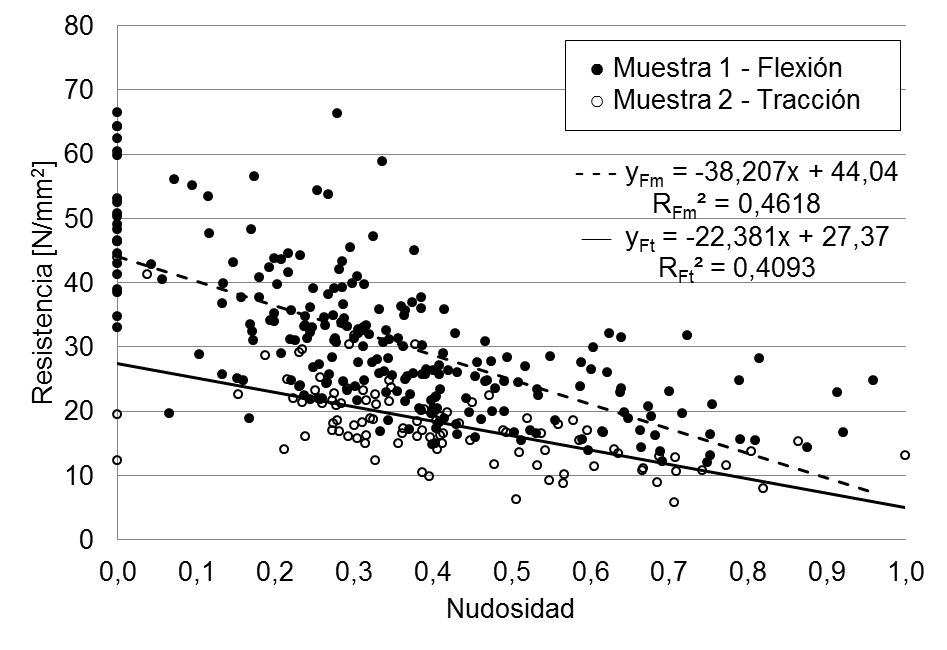 80
70
60
50
40
30
20
10
0
Resistencia [N/mm²]
Muestra 1 - Flexión
Muestra 2 - Tracción
yFm = -38,207x + 44,04
RFm² = 0,4618
yFt = -22,381x + 27,37
RFt² = 0,4093
0,0 0,1 0,2 0,3 0,4 0,5 0,6 0,7 0,8 0,9 1,0
Nudosidad